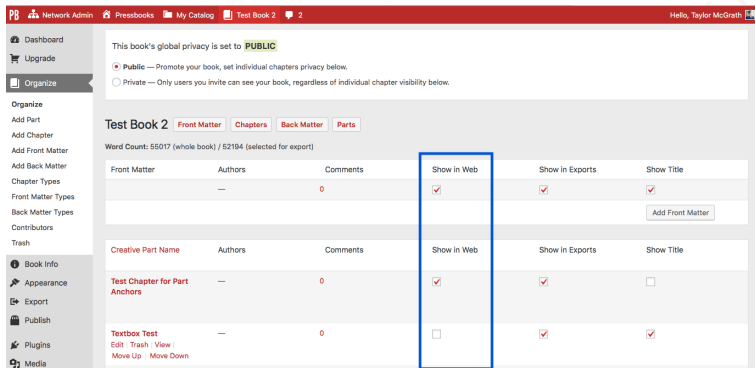 PB Network Admin Pressbooks My Catalog Test Book 2 2 Hello, Taylor McGrath
Dashboard
Upgrade
Organize
Organize
Add Part
Add Chapter
Add Front Matter
Add Back Matter
Chapter Types
Front Matter Types
Back Matter Types
Contributors
Trash
Book Info
Appearance
Export
Publish
Plugins
Media
This book's global privacy is set to PUBLIC
Public — Promote your book, set individual chapters privacy below.
Private — Only users you invite can see your book, regardless of individual chapter visibility below.
Test Book 2 Front Matter Chapters Back Matter Parts
Word Count: 55017 (whole book) / 52194 (selected for export)
Front Matter Authors Comments Show in Web Show in Exports Show Title
— 0
Add Front Matter
Creative Part Name Authors Comments Show in Web Show in Exports Show Title
Test Chapter for Part — 0
Anchors
Textbox Test — 0
Edit | Trash | View |
Move Up | Move Down